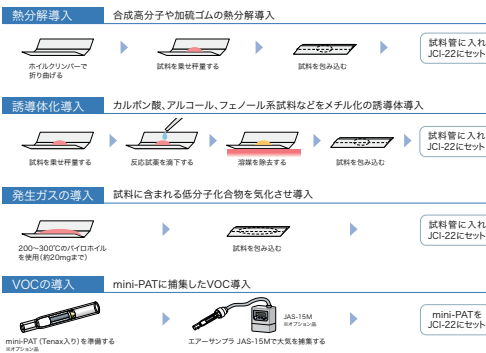 熱分解導入 合成高分子や加硫ゴムの熱分解導入
ホイルクリンパーで
折り曲げる
試料を乗せ秤量する
試料を包み込む
試料管に入れ
JCI-22にセット
誘導体化導入 カルボン酸、アルコール、フェノール系試料などをメチル化の誘導体導入
試料を乗せ秤量する
反応試薬を滴下する
溶媒を除去する
試料を包み込む
試料管に入れ
JCI-22にセット
発生ガスの導入 試料に含まれる低分子化合物を気化させ導入
200~300℃のパイロホイル
を使用(約20mgまで)
試料を包み込む
試料管に入れ
JCI-22にセット
VOCの導入 mini-PATに捕集したVOC導入
mini-PAT(Tenax入り)を準備する
※オプション品
JAS-15M
※オプション品
エアーサンプラ JAS-15Mで大気を捕集する
mini-PATを
JCI-22にセット